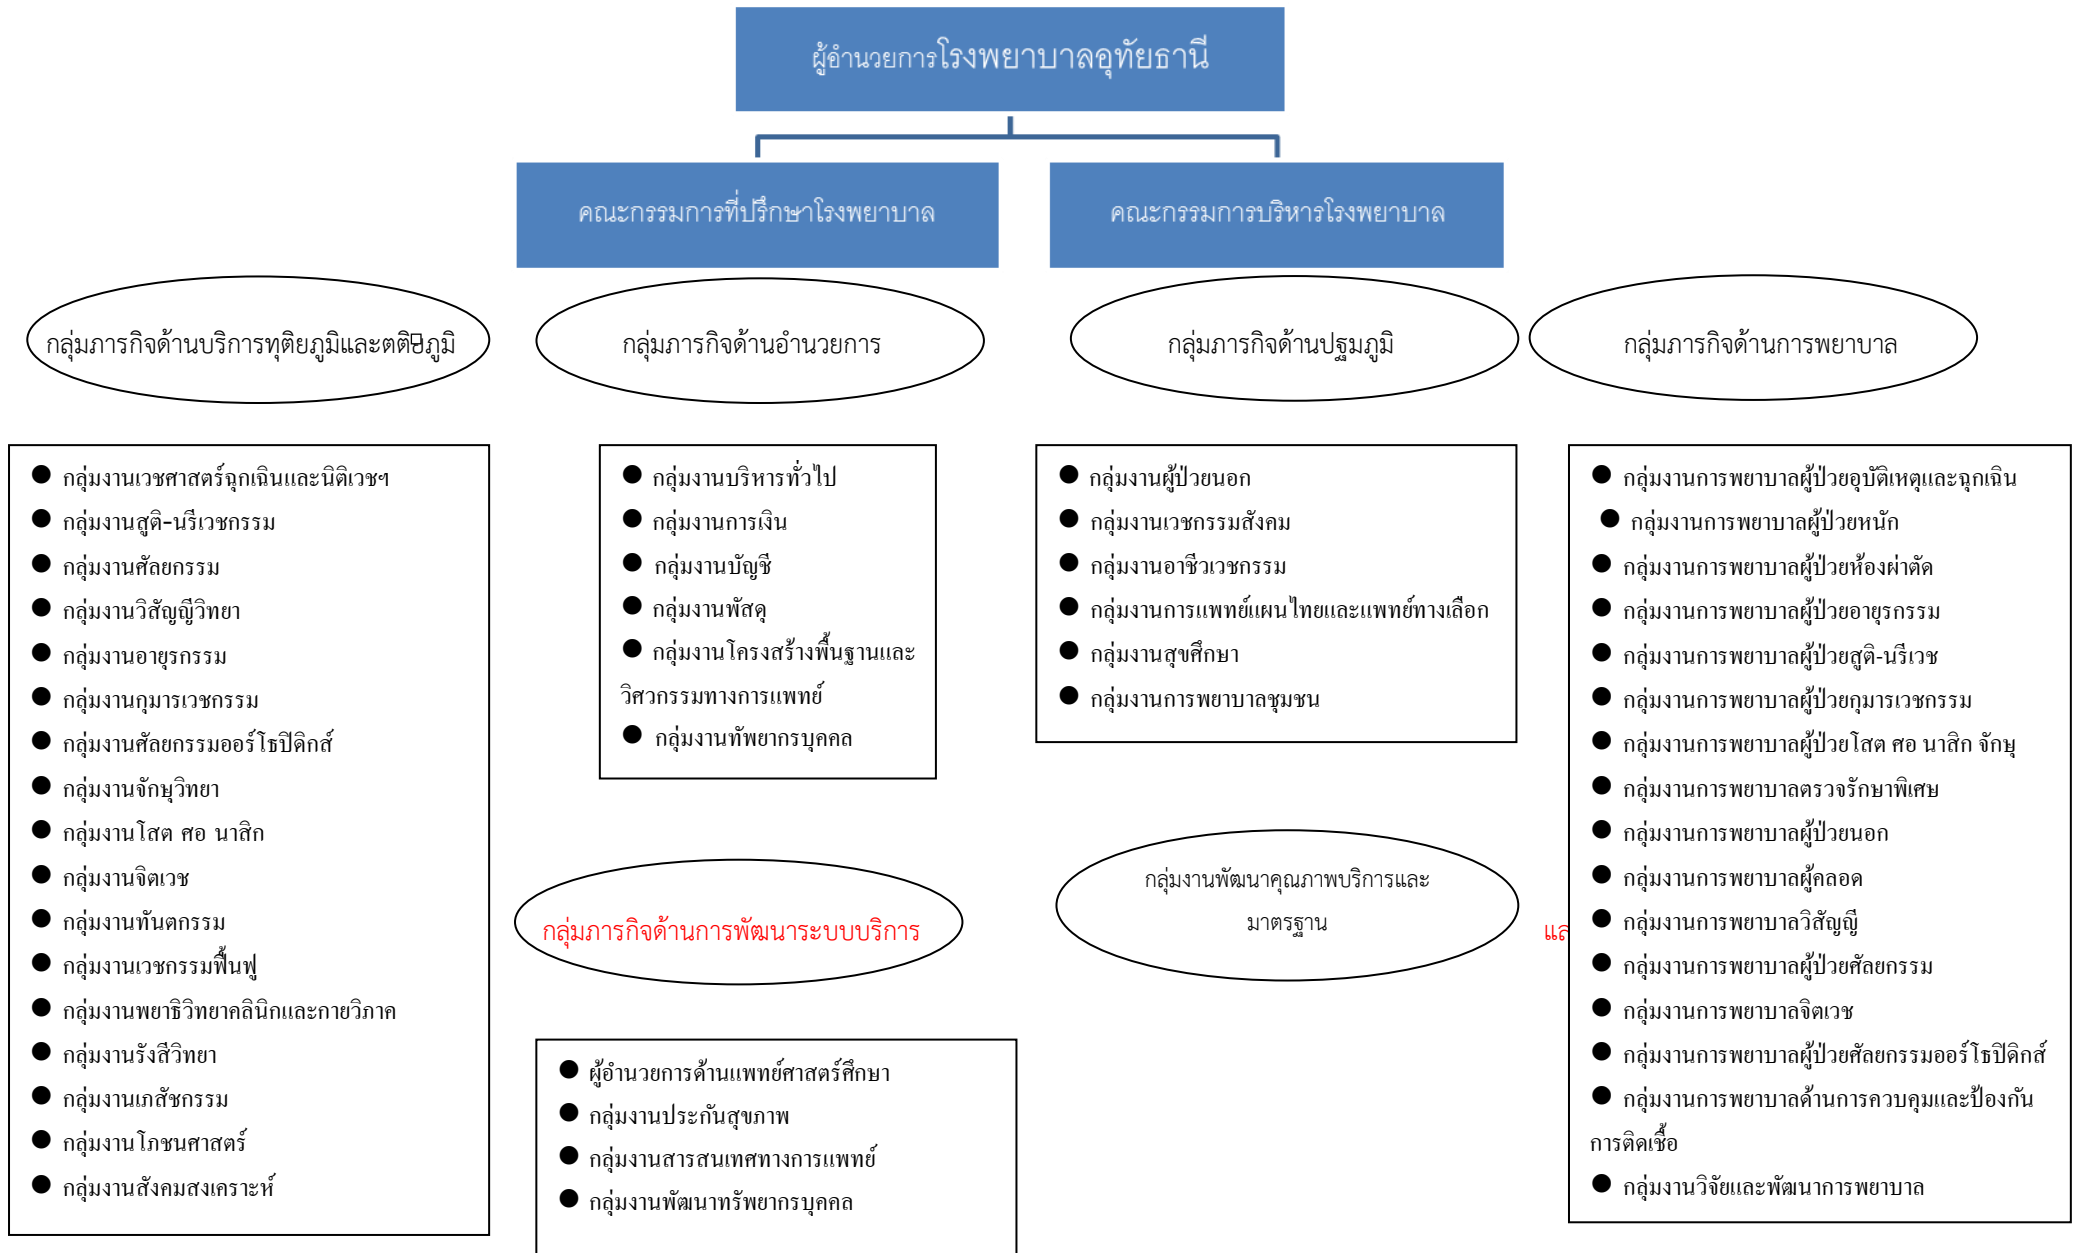 ผู้อำนวยการโรงพยาบาลอุทัยธานี
คณะกรรมการที่ปรึกษาโรงพยาบาล
คณะกรรมการบริหารโรงพยาบาล
กลุ่มภารกิจด้านบริการทุติยภูมิและตติยภูมิ
กลุ่มภารกิจด้านอำนวยการ
กลุ่มภารกิจด้านปฐมภูมิ
กลุ่มภารกิจด้านการพยาบาล
● กลุ่มงานเวชศาสตร์ฉุกเฉินและนิติเวชฯ
● กลุ่มงานสูติ-นรีเวชกรรม
● กลุ่มงานศัลยกรรม
● กลุ่มงานวิสัญญีวิทยา
● กลุ่มงานอายุรกรรม
● กลุ่มงานกุมารเวชกรรม
● กลุ่มงานศัลยกรรมออร์โธปิดิกส์
● กลุ่มงานจักษุวิทยา
● กลุ่มงานโสต ศอ นาสิก
● กลุ่มงานจิตเวช
● กลุ่มงานทันตกรรม
● กลุ่มงานเวชกรรมฟื้นฟู
● กลุ่มงานพยาธิวิทยาคลินิกและกายวิภาค
● กลุ่มงานรังสีวิทยา
● กลุ่มงานเภสัชกรรม
● กลุ่มงานโภชนศาสตร์
● กลุ่มงานสังคมสงเคราะห์
● กลุ่มงานบริหารทั่วไป
● กลุ่มงานการเงิน
● กลุ่มงานบัญชี
● กลุ่มงานพัสดุ
● กลุ่มงานโครงสร้างพื้นฐานและ
วิศวกรรมทางการแพทย์
● กลุ่มงานทัพยากรบุคคล
● กลุ่มงานผู้ป่วยนอก
● กลุ่มงานเวชกรรมสังคม
● กลุ่มงานอาชีวเวชกรรม
● กลุ่มงานการแพทย์แผนไทยและแพทย์ทางเลือก
● กลุ่มงานสุขศึกษา
● กลุ่มงานการพยาบาลชุมชน
● กลุ่มงานการพยาบาลผู้ป่วยอุบัติเหตุและฉุกเฉิน
● กลุ่มงานการพยาบาลผู้ป่วยหนัก
● กลุ่มงานการพยาบาลผู้ป่วยห้องผ่าตัด
● กลุ่มงานการพยาบาลผู้ป่วยอายุรกรรม
● กลุ่มงานการพยาบาลผู้ป่วยสูติ-นรีเวช
● กลุ่มงานการพยาบาลผู้ป่วยกุมารเวชกรรม
● กลุ่มงานการพยาบาลผู้ป่วยโสต ศอ นาสิก จักษุ
● กลุ่มงานการพยาบาลตรวจรักษาพิเศษ
● กลุ่มงานการพยาบาลผู้ป่วยนอก
● กลุ่มงานการพยาบาลผู้คลอด
● กลุ่มงานการพยาบาลวิสัญญี
● กลุ่มงานการพยาบาลผู้ป่วยศัลยกรรม
● กลุ่มงานการพยาบาลจิตเวช
● กลุ่มงานการพยาบาลผู้ป่วยศัลยกรรมออร์โธปิดิกส์
● กลุ่มงานการพยาบาลด้านการควบคุมและป้องกัน
การติดเชื้อ
● กลุ่มงานวิจัยและพัฒนาการพยาบาล
กลุ่มภารกิจด้านการพัฒนาระบบบริการ
กลุ่มงานพัฒนาคุณภาพบริการและ
มาตรฐาน
● ผู้อำนวยการด้านแพทย์ศาสตร์ศึกษา
● กลุ่มงานประกันสุขภาพ
● กลุ่มงานสารสนเทศทางการแพทย์
● กลุ่มงานพัฒนาทรัพยากรบุคคล